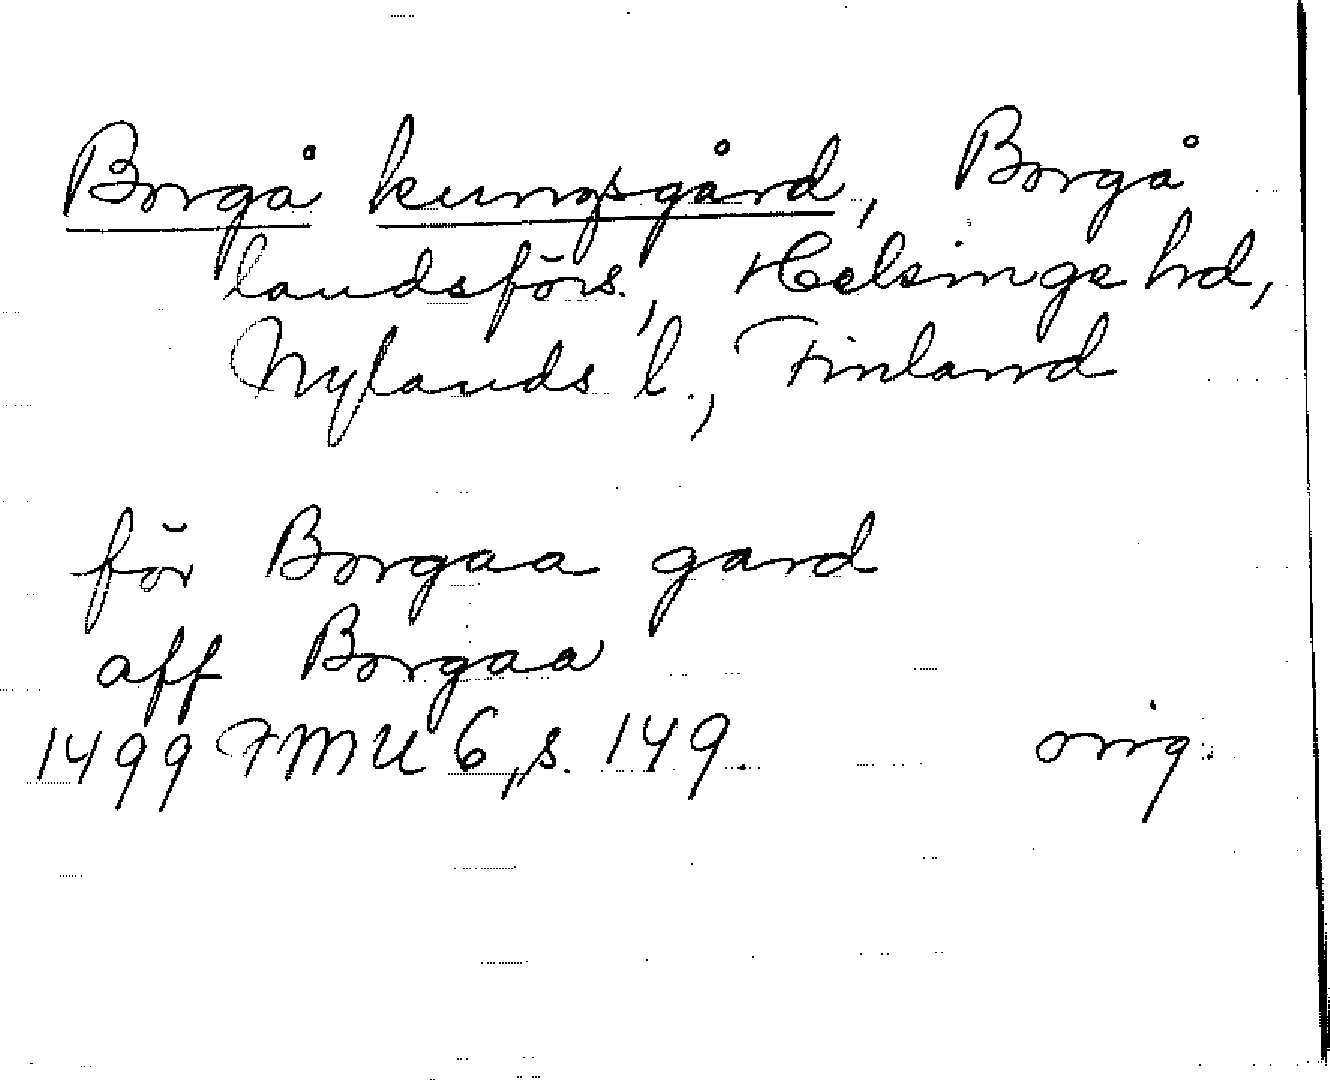 Borgå kungsgård, Borgå
landsförs., Helsinge hd,
Nylands l., Finland
för Borgaa gard
aff Borgaa
1499 FMU 6, s. 149. orig.